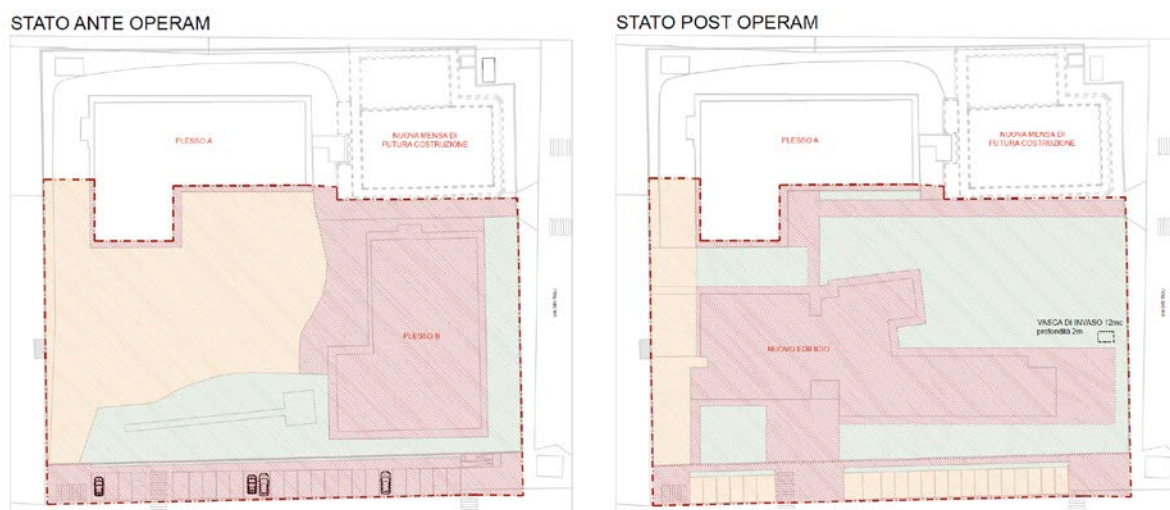 STATO ANTE OPERAM
PLESSO A
NUOVA MENSA DI
FUTURA COSTRUZIONE
PLESSO B
STATO POST OPERAM
PLESSO A
NUOVA MENSA DI
FUTURA COSTRUZIONE
VASCA DI INVASO 12mc
profondità 2m
NUOVO EDIFICIO